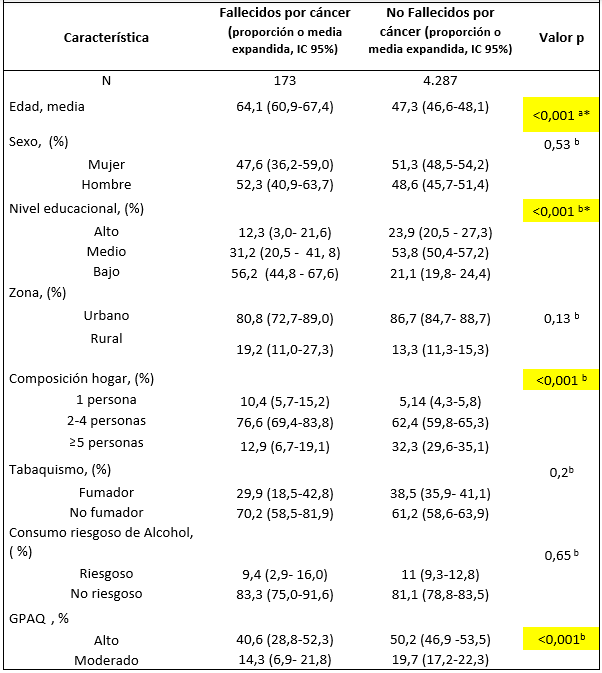 Característica Fallecidos por cáncer (proporción o media expandida, IC 95%) No Fallecidos por cáncer (proporción o media expandida, IC 95%) Valor p
N 173 4.287
Edad, media 64,1 (60,9-67,4) 47,3 (46,6-48,1) <0,001 a*
Sexo, (%) 0,53 b
Mujer 47,6 (36,2-59,0) 51,3 (48,5-54,2)
Hombre 52,3 (40,9-63,7) 48,6 (45,7-51,4)
Nivel educacional, (%) <0,001 b*
Alto 12,3 (3,0- 21,6) 23,9 (20,5 - 27,3)
Medio 31,2 (20,5 - 41, 8) 53,8 (50,4-57,2)
Bajo 56,2 (44,8 - 67,6) 21,1 (19,8- 24,4)
Zona, (%)
Urbano 80,8 (72,7-89,0) 86,7 (84,7- 88,7) 0,13 b
Rural 19,2 (11,0-27,3) 13,3 (11,3-15,3)
Composición hogar, (%) <0,001 b
1 persona 10,4 (5,7-15,2) 5,14 (4,3-5,8)
2-4 personas 76,6 (69,4-83,8) 62,4 (59,8-65,3)
≥5 personas 12,9 (6,7-19,1) 32,3 (29,6-35,1)
Tabaquismo, (%) 0,2b
Fumador 29,9 (18,5-42,8) 38,5 (35,9- 41,1)
No fumador 70,2 (58,5-81,9) 61,2 (58,6-63,9)
Consumo riesgoso de Alcohol,
( %) 0,65 b
Riesgoso 9,4 (2,9- 16,0) 11 (9,3-12,8)
No riesgoso 83,3 (75,0-91,6) 81,1 (78,8-83,5)
GPAQ , %
Alto 40,6 (28,8-52,3) 50,2 (46,9 -53,5) <0,001b
Moderado 14,3 (6,9- 21,8) 19,7 (17,2-22,3)